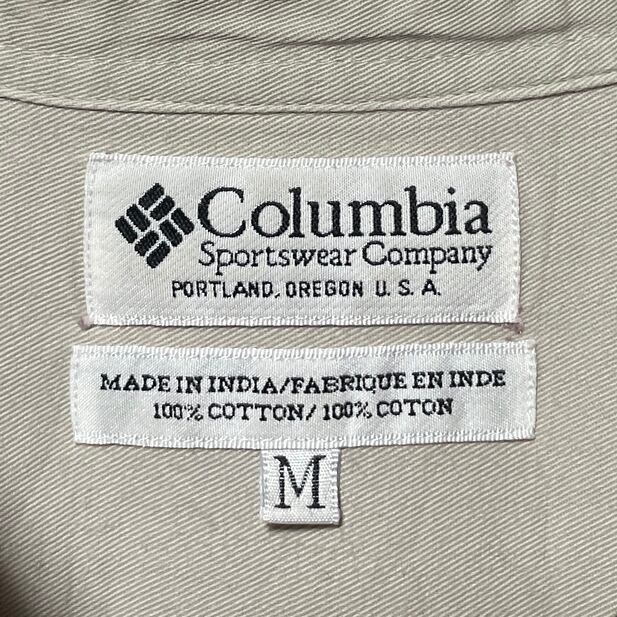 Columbia
Sportswear Company
PORTLAND, OREGON U.S.A.
MADE IN INDIA/FABRIQUE EN INDE
100% COTTON/100% COTON
M